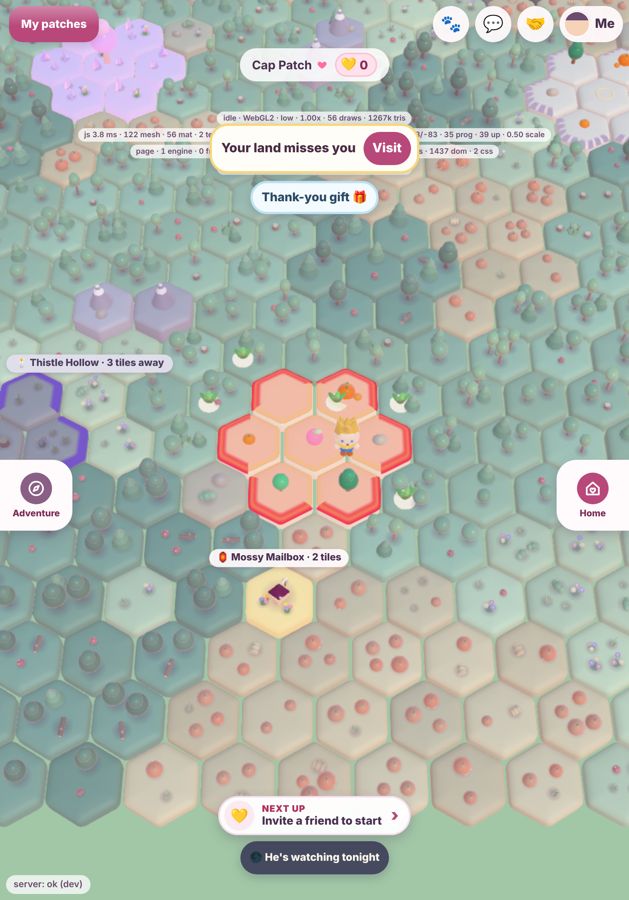 My patches
Me
Cap Patch
0
idle · WebGL2 · low · 1.00x · 56 draws · 1267k tris
js 3.8 ms · 122 mesh · 56 mat · 2
-83 · 35 prog · 39 up · 0.50 scale
page · 1 engine · 0
1437 dom · 2 css
Your land misses you
Visit
Thank-you gift
Thistle Hollow · 3 tiles away
Adventure
Home
Mossy Mailbox · 2 tiles
NEXT UP
Invite a friend to start
He's watching tonight
server: ok (dev)